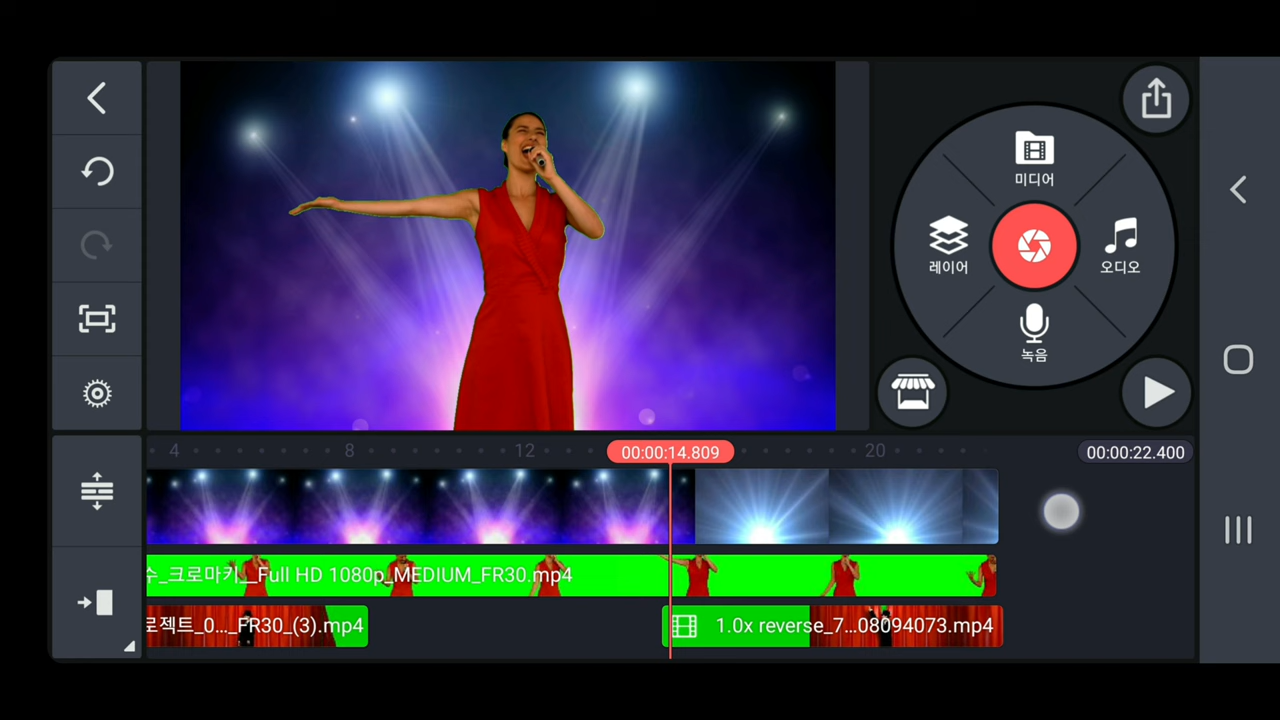 미디어
레이어
오디오
녹음
4
8
12
00:00:14.809
20
00:00:22.400
수_크로마키__Full HD 1080p_MEDIUM_FR30.mp4
로젝트_0..._FR30_(3).mp4
1.0x reverse_7...08094073.mp4